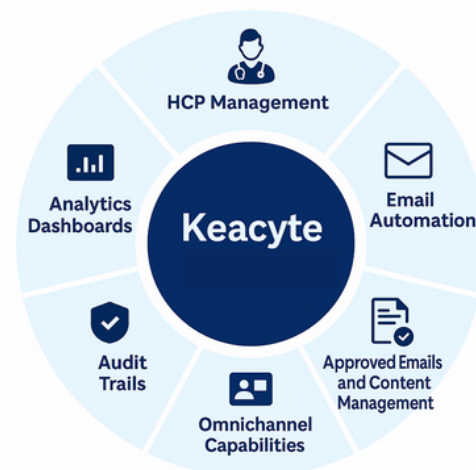 HCP Management
Analytics
Dashboards
Keacyte
Email
Automation
Audit
Trails
Approved Emails
and Content
Management
Omnichannel
Capabilities